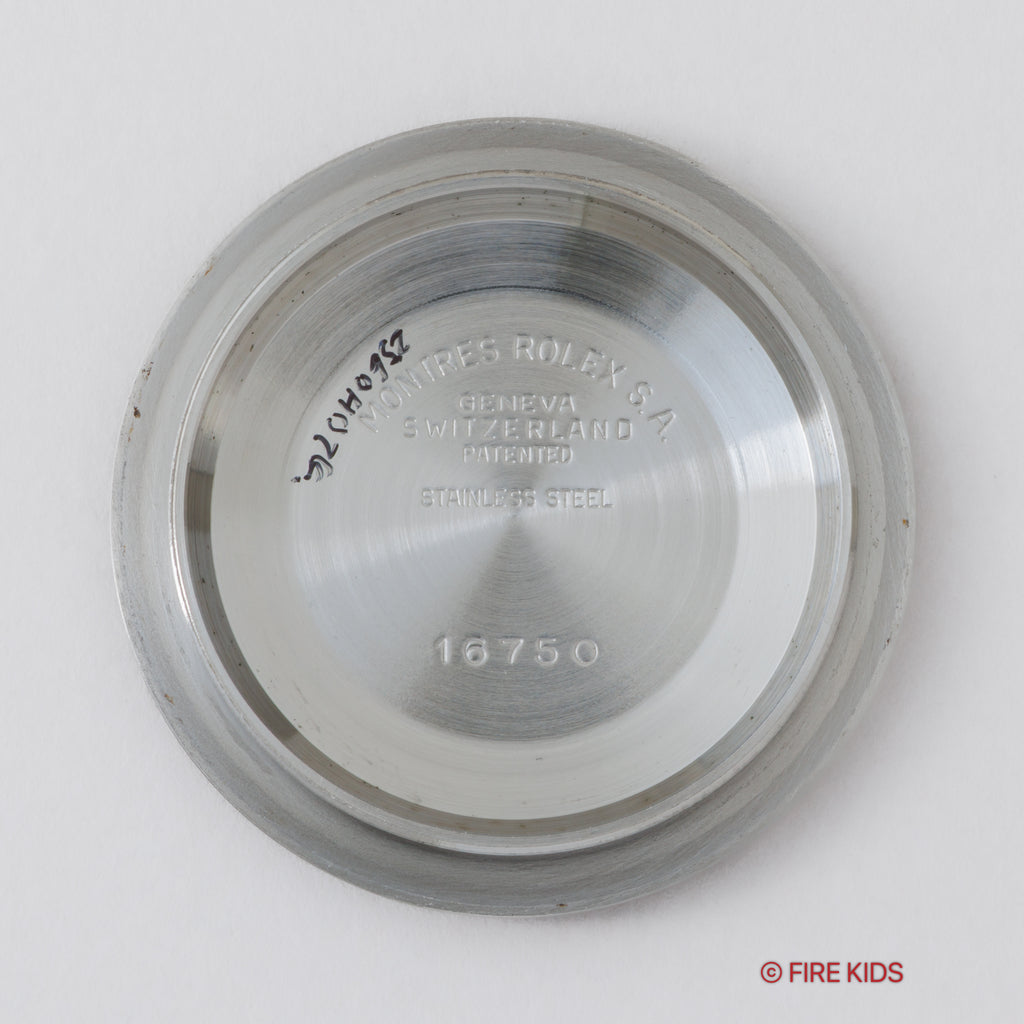 MONTRES ROLEX S.A.
GENEVA
SWITZERLAND
PATENTED
STAINLESS STEEL
16750
© FIRE KIDS